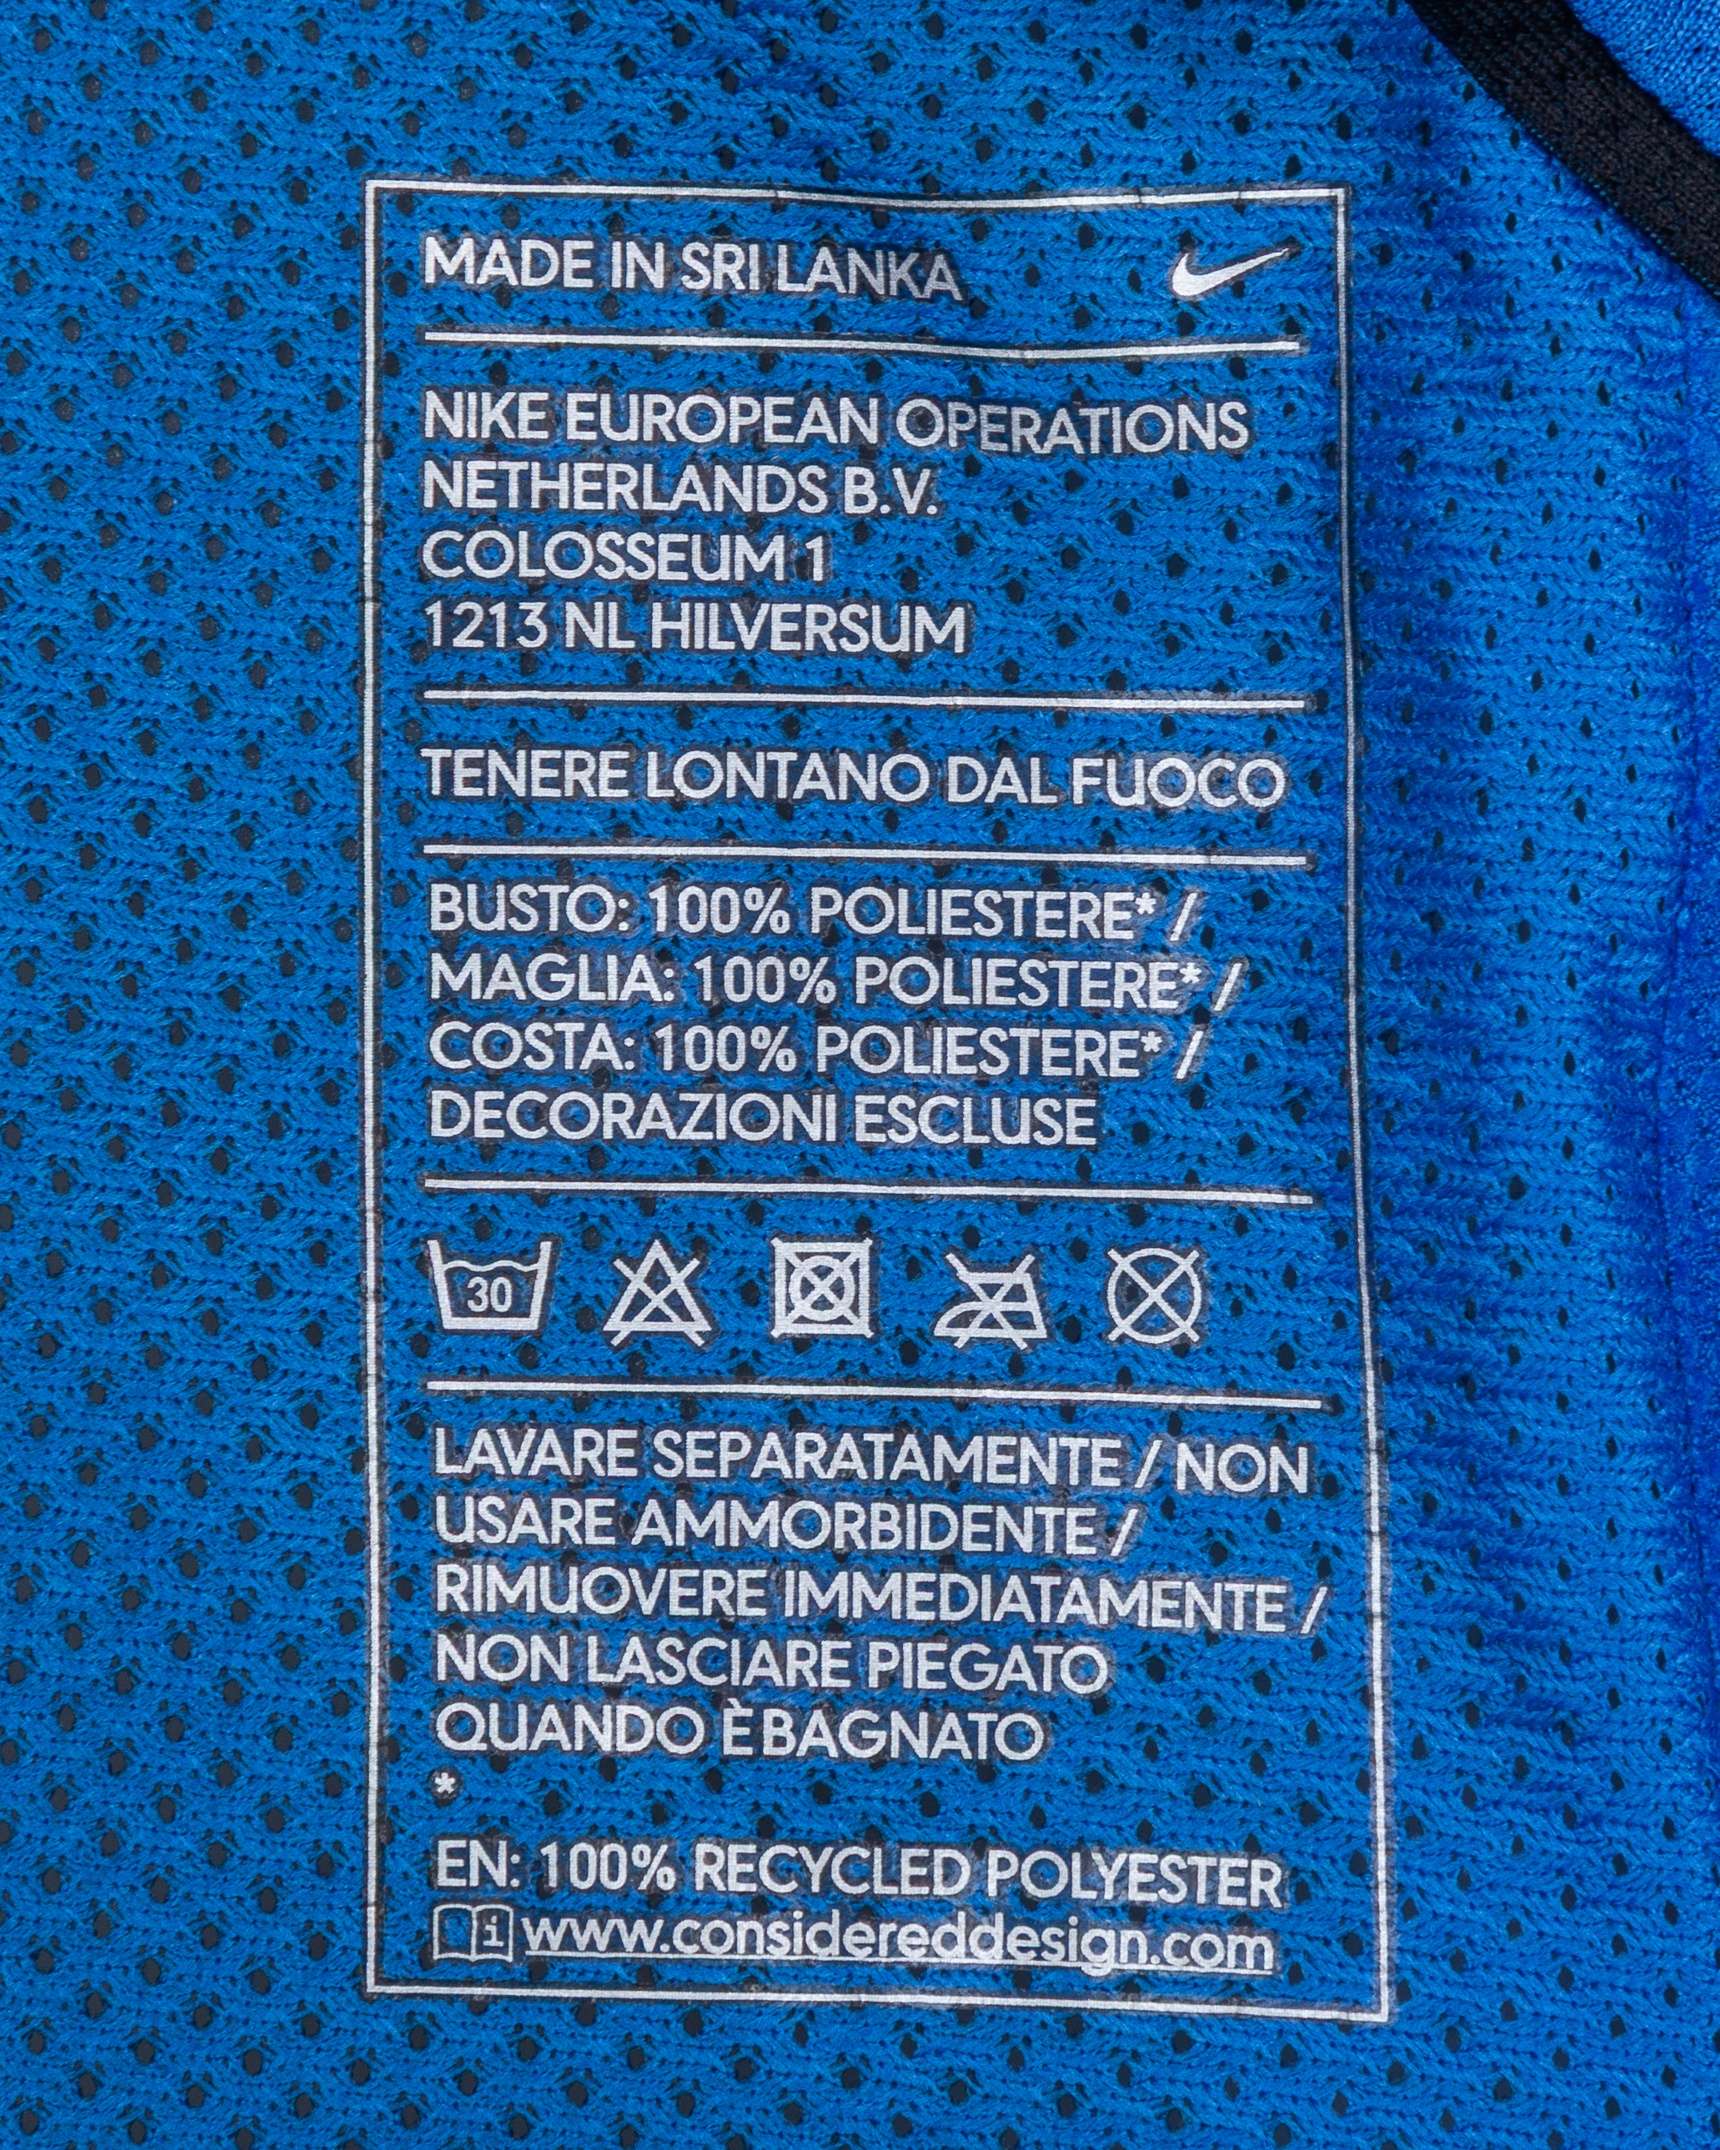 MADE IN SRI LANKA
NIKE EUROPEAN OPERATIONS
NETHERLANDS B.V.
COLOSSEUM 1
1213 NL HILVERSUM
TENERE LONTANO DAL FUOCO
BUSTO: 100% POLIESTERE* /
MAGLIA: 100% POLIESTERE* /
COSTA: 100% POLIESTERE* /
DECORAZIONI ESCLUSE
30
LAVARE SEPARATAMENTE / NON
USARE AMMORBIDENTE /
RIMUOVERE IMMEDIATAMENTE /
NON LASCIARE PIEGATO
QUANDO È BAGNATO
*
EN: 100% RECYCLED POLYESTER
i www.considereddesign.com